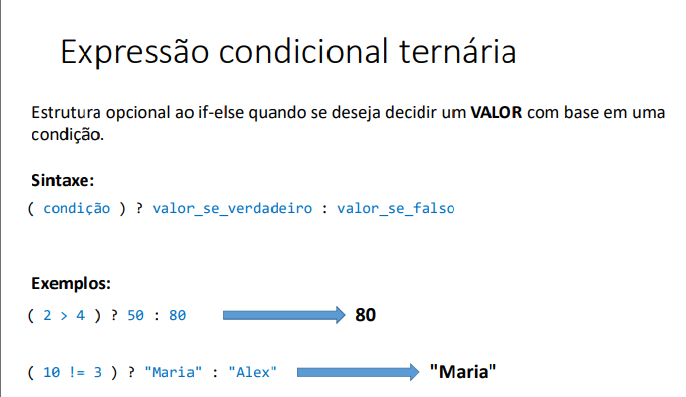 Expressão condicional ternária
Estrutura opcional ao if-else quando se deseja decidir um VALOR com base em uma
condição.
Sintaxe:
( condição ) ? valor_se_verdadeiro : valor_se_falso
Exemplos:
( 2 > 4 ) ? 50 : 80 80
( 10 != 3 ) ? "Maria" : "Alex" "Maria"